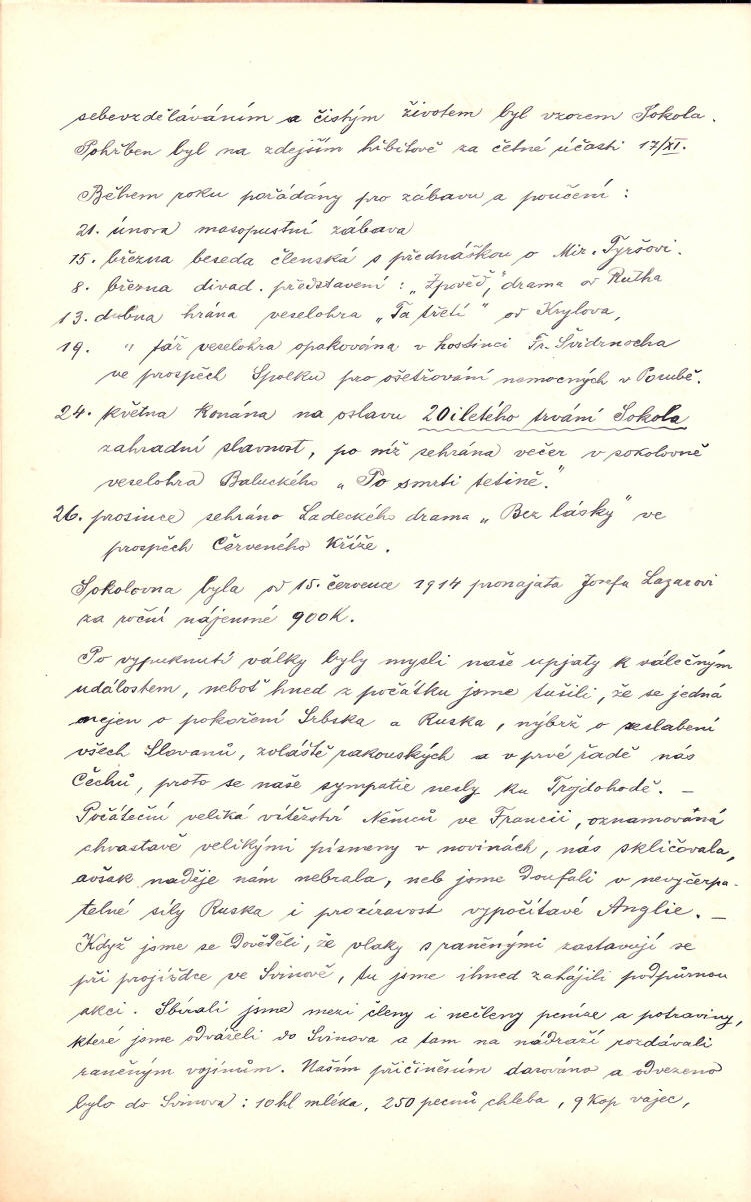 sebevzděláváním a čistým životem byl vzorem Sokola.
Pohřben byl na zdejším hřbitově za četné účasti 17/XI.
Během roku pořádány pro zábavu a poučení :
21. února masopustní zábava
15. března beseda členská s přednáškou o Mir. Tyršovi.
8. března divad. představení : „Zpověď", drama od Rutha
13. dubna hrána veselohra „Ta třetí" od Krylova,
19. " táž veselohra opakována v hostinci Fr. Švidrnocha
ve prospěch Spolku pro ošetřování nemocných v Porubě.
24. května konána na oslavu 20iletého trvání Sokola
zahradní slavnost, po níž sehrána večer v sokolovně
veselohra Baluckého „Po smrti tetině."
26. prosince sehráno Ladeckého drama „Bez lásky" ve
prospěch Červeného Kříže.
Sokolovna byla od 15. července 1914 pronajata Josefu Lazarovi
za roční nájemné 900K.
Po vypuknutí války byly mysli naše upjaty k válečným
událostem, neboť hned z počátku jsme tušili, že se jedná
nejen o pokoření Srbska a Ruska, nýbrž o seslabení
všech Slovanů, zvláště rakouských a v prvé řadě nás
Čechů, proto se naše sympatie nesly ku Trojdohodě. —
Počáteční veliká vítězství Němců ve Francii, oznamovaná
chvastavě velikými písmeny v novinách, nás skličovala,
avšak naděje nám nebrala, neb jsme doufali v nevyčerpa-
telné síly Ruska i prozíravost vypočítavé Anglie. —
Když jsme se dověděli, že vlaky s raněnými zastavují se
při projížďce ve Svinově, tu jsme ihned zahájili podpůrnou
akci. Sbírali jsme mezi členy i nečleny peníze a potraviny,
které jsme odváželi do Svinova a tam na nádraží rozdávali
raněným vojínům. Naším přičiněním darováno a odvezeno
bylo do Svinova : 10 hl mléka, 250 pecnů chleba, 9 kop vajec,